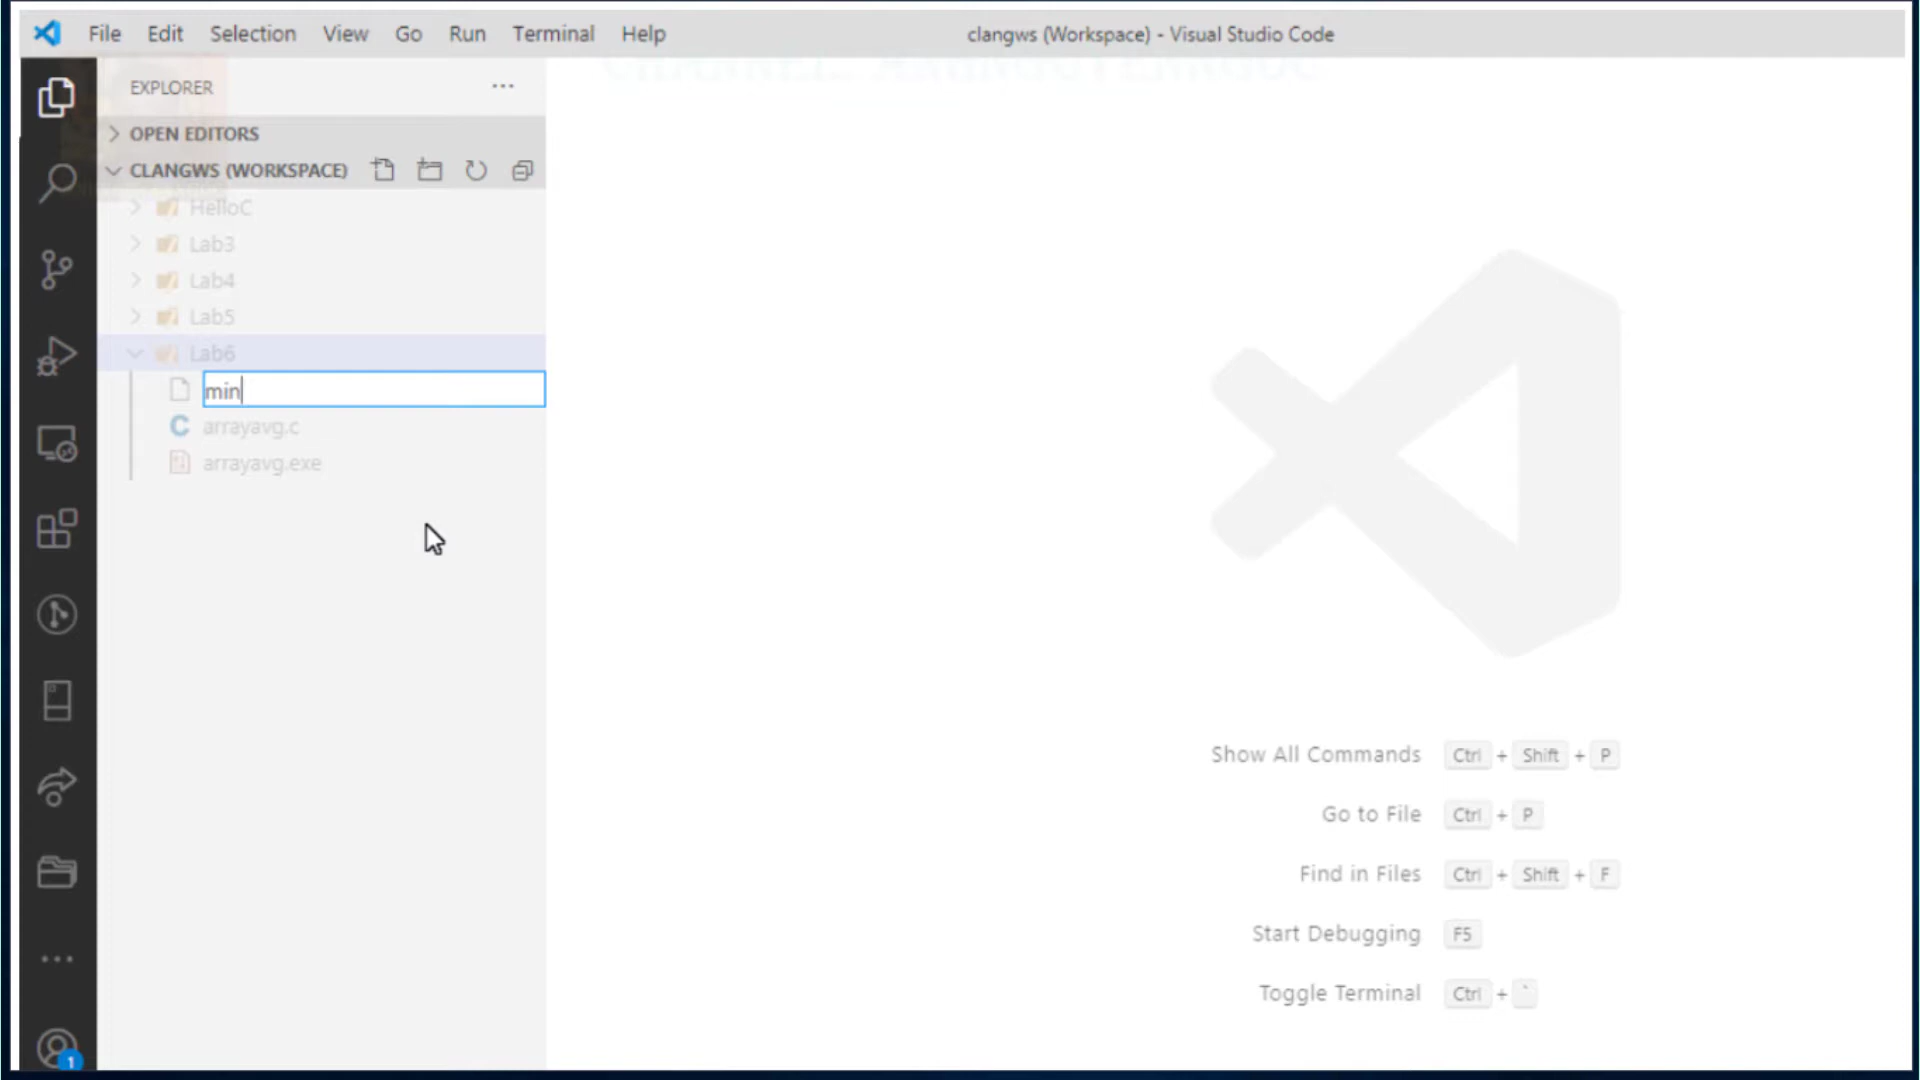 File Edit Selection View Go Run Terminal Help clangws (Workspace) - Visual Studio Code
EXPLORER
OPEN EDITORS
CLANGWS (WORKSPACE)
HelloC
Lab3
Lab4
Lab5
Lab6
min
arrayavg.c
arrayavg.exe
Show All Commands Ctrl + Shift + P
Go to File Ctrl + P
Find in Files Ctrl + Shift + F
Start Debugging F5
Toggle Terminal Ctrl + `
1